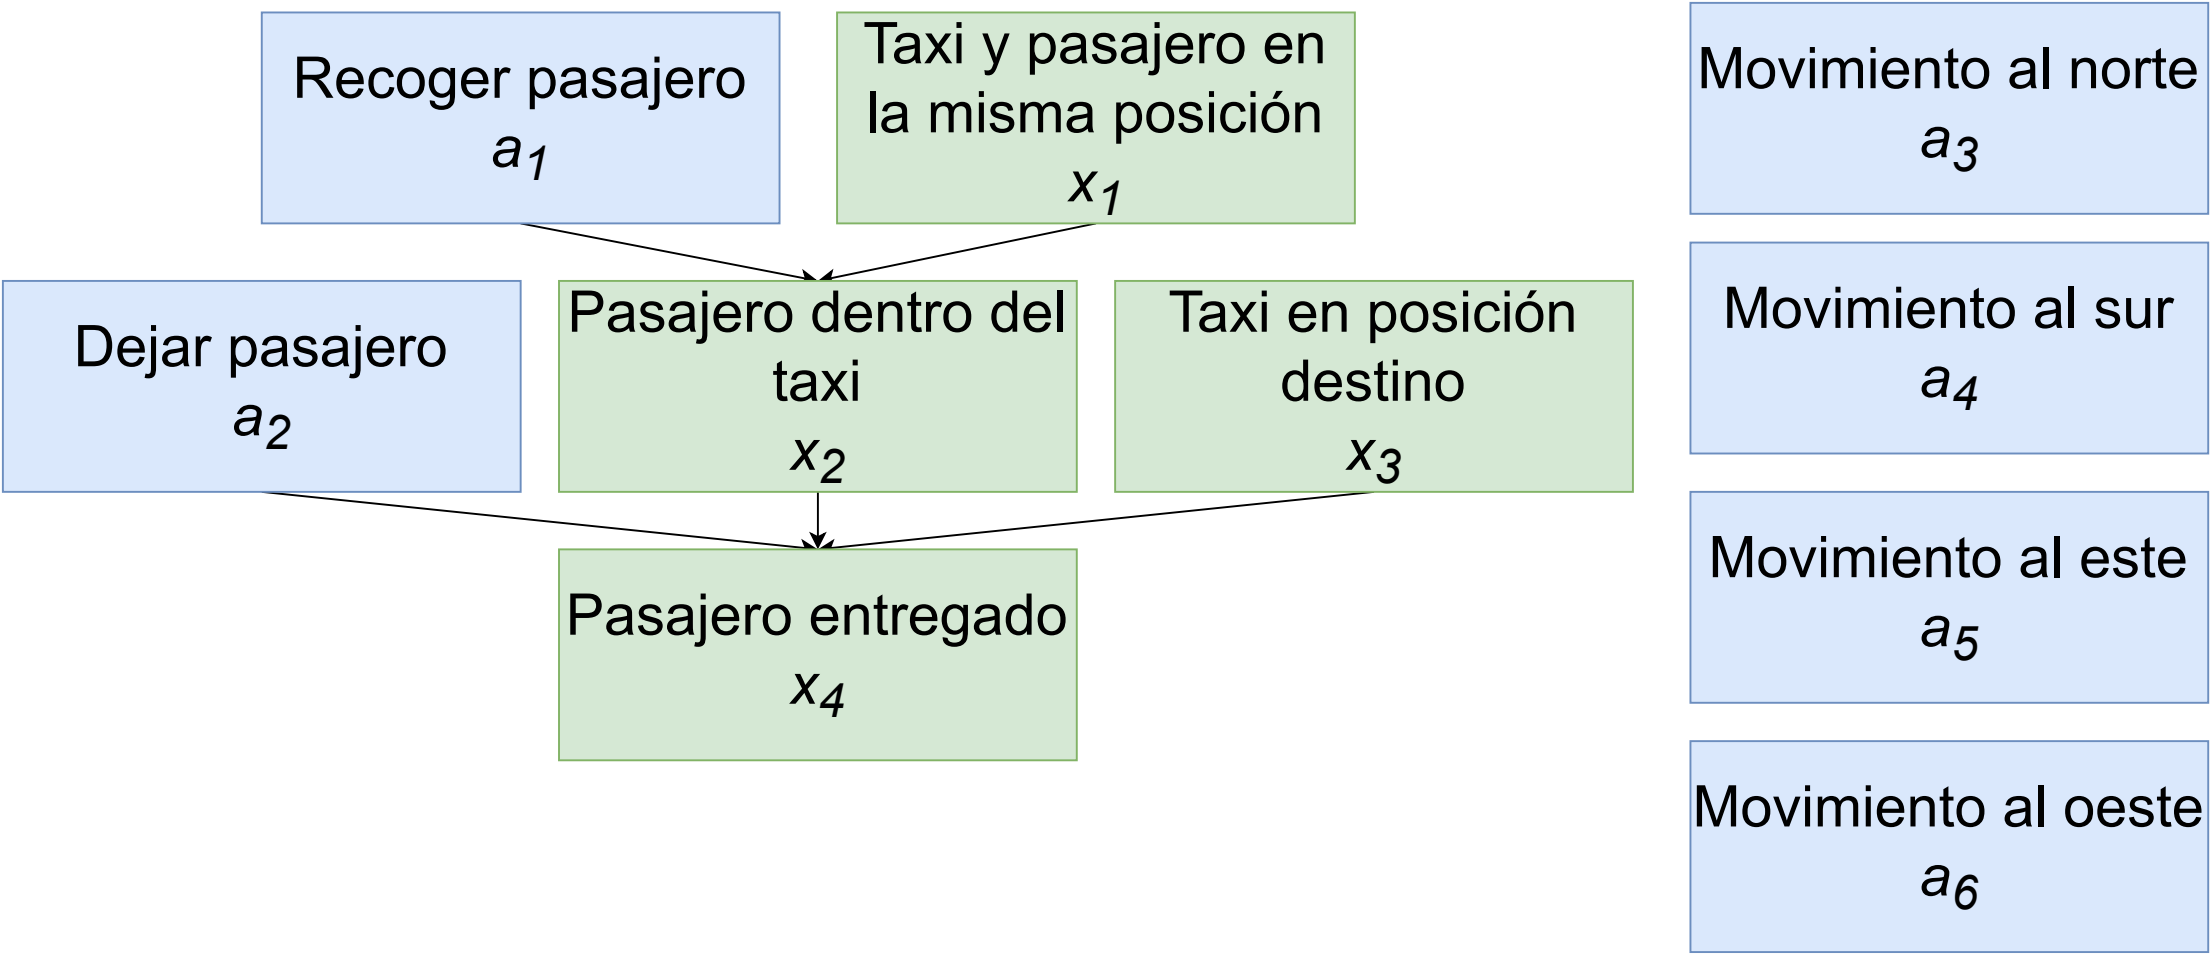 Recoger pasajero
a1
Taxi y pasajero en
la misma posición
x1
Dejar pasajero
a2
Pasajero dentro del
taxi
x2
Taxi en posición
destino
x3
Pasajero entregado
x4
Movimiento al norte
a3
Movimiento al sur
a4
Movimiento al este
a5
Movimiento al oeste
a6